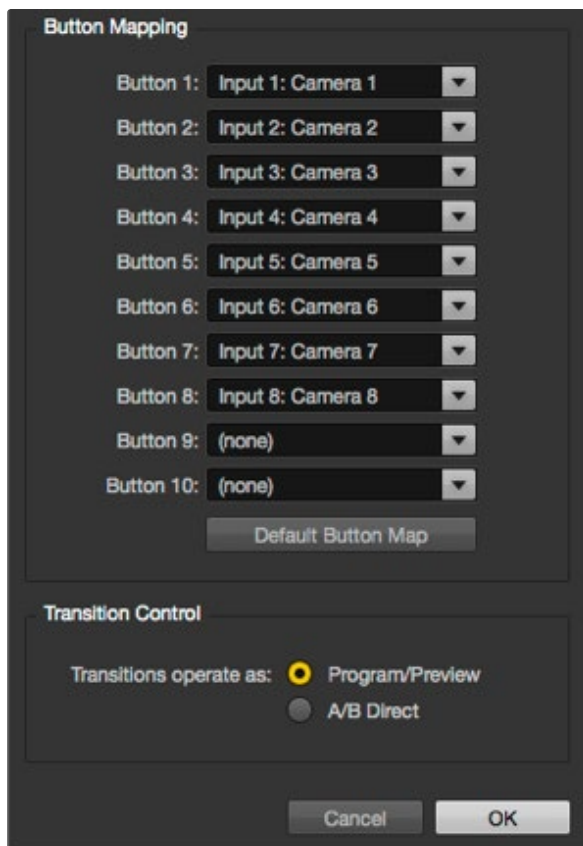 Button Mapping
Button 1: Input 1: Camera 1
Button 2: Input 2: Camera 2
Button 3: Input 3: Camera 3
Button 4: Input 4: Camera 4
Button 5: Input 5: Camera 5
Button 6: Input 6: Camera 6
Button 7: Input 7: Camera 7
Button 8: Input 8: Camera 8
Button 9: (none)
Button 10: (none)
Default Button Map
Transition Control
Transitions operate as: Program/Preview
A/B Direct
Cancel OK